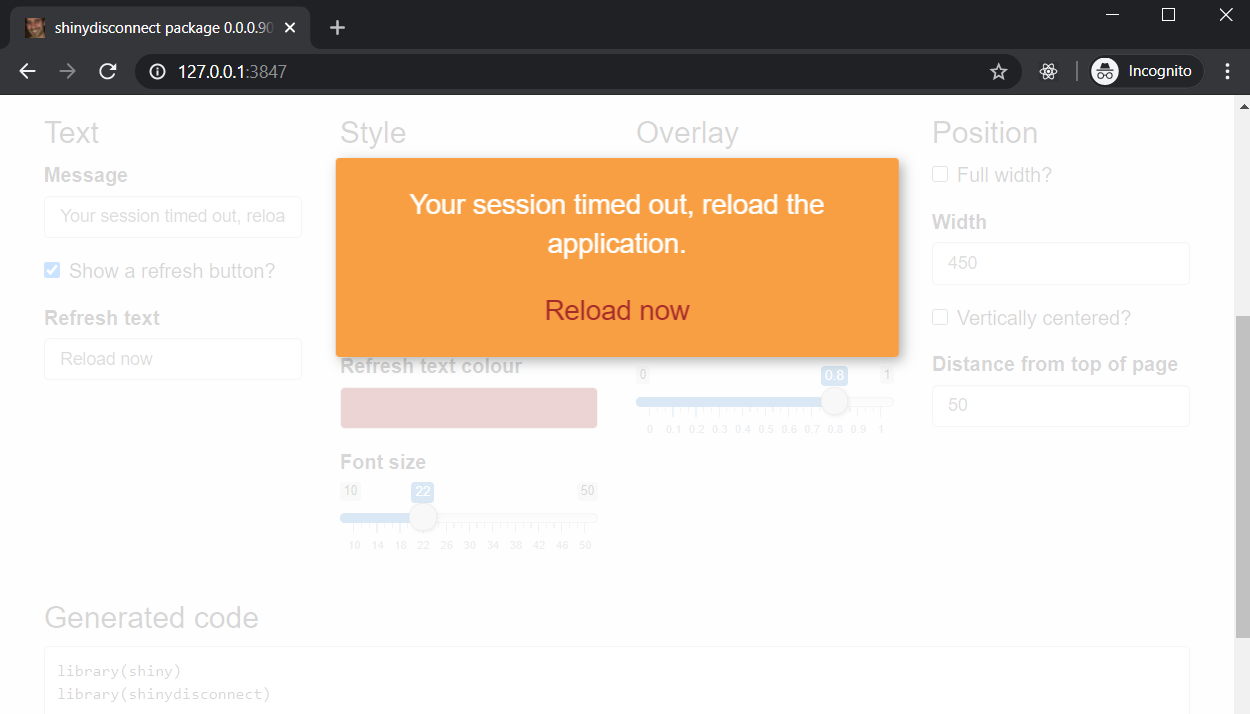 shinydisconnect package 0.0.0.90
127.0.0.1:3847
Incognito
Text
Style
Overlay
Position
Message
Your session timed out, reloa
Show a refresh button?
Refresh text
Reload now
Your session timed out, reload the
application.
Reload now
Refresh text colour
Font size
10
22
50
10 14 18 22 26 30 34 38 42 46 50
0
0.8
1
0 0.1 0.2 0.3 0.4 0.5 0.6 0.7 0.8 0.9 1
Full width?
Width
450
Vertically centered?
Distance from top of page
50
Generated code
library(shiny)
library(shinydisconnect)